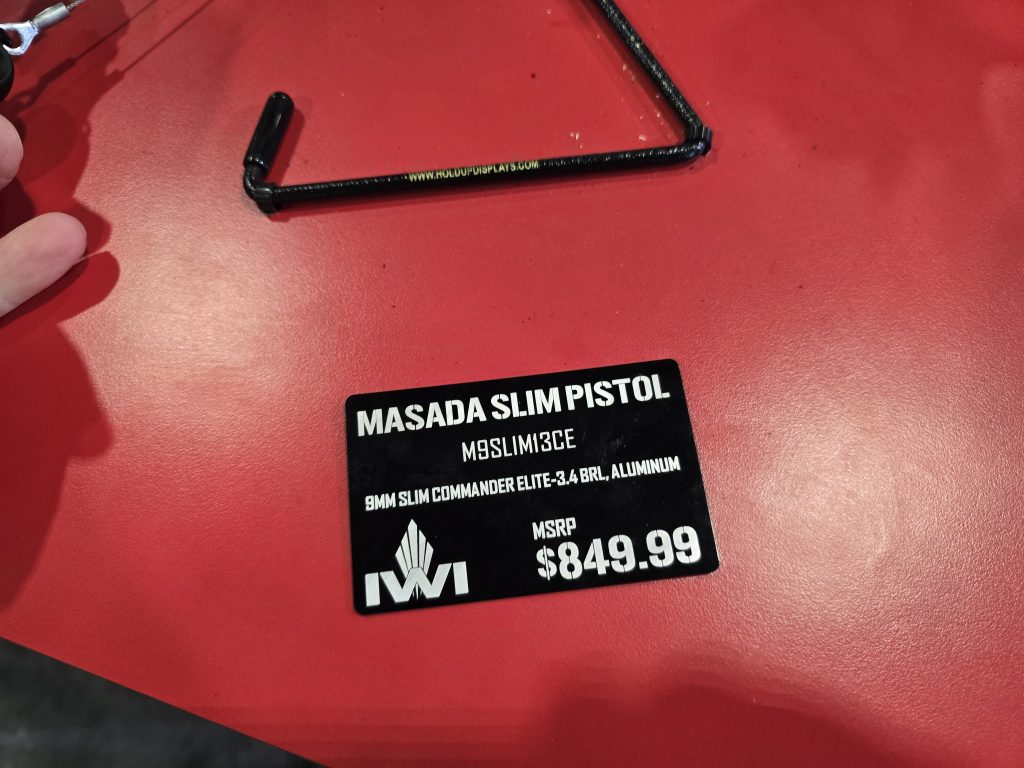 WWW.HOLDUPDISPLAYS.COM
MASADA SLIM PISTOL
M9SLIM13CE
9MM SLIM COMMANDER ELITE-3.4 BRL, ALUMINUM
MSRP
$849.99
IWI